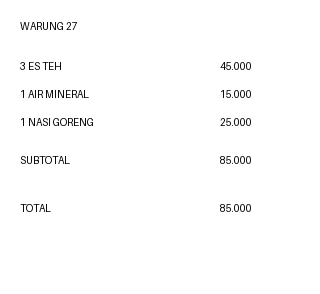 WARUNG 27
3 ES TEH 45.000
1 AIR MINERAL 15.000
1 NASI GORENG 25.000
SUBTOTAL 85.000
TOTAL 85.000